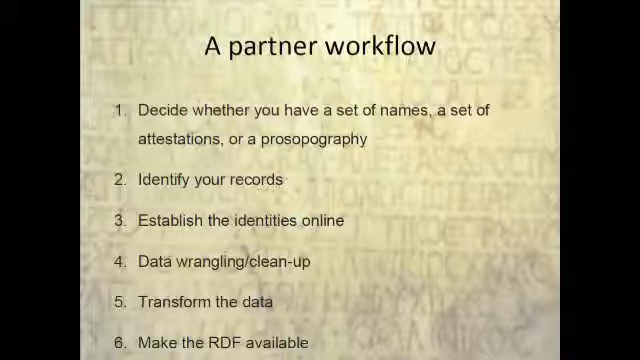 A partner workflow
1. Decide whether you have a set of names, a set of
attestations, or a prosopography
2. Identify your records
3. Establish the identities online
4. Data wrangling/clean-up
5. Transform the data
6. Make the RDF available